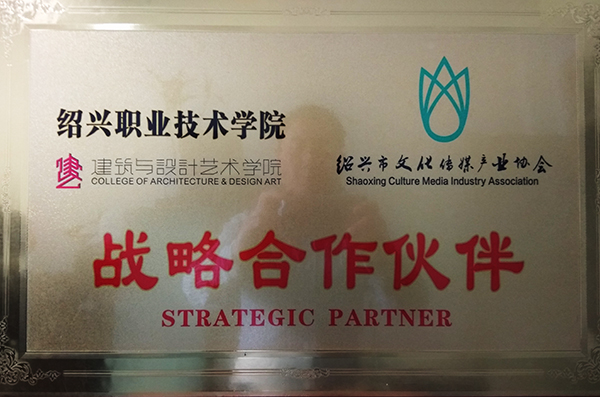 绍兴职业技术学院
建筑与設計艺术学院
COLLEGE OF ARCHITECTURE & DESIGN ART
绍兴市文化传媒产业协会
Shaoxing Culture Media Industry Association
战略合作伙伴
STRATEGIC PARTNER